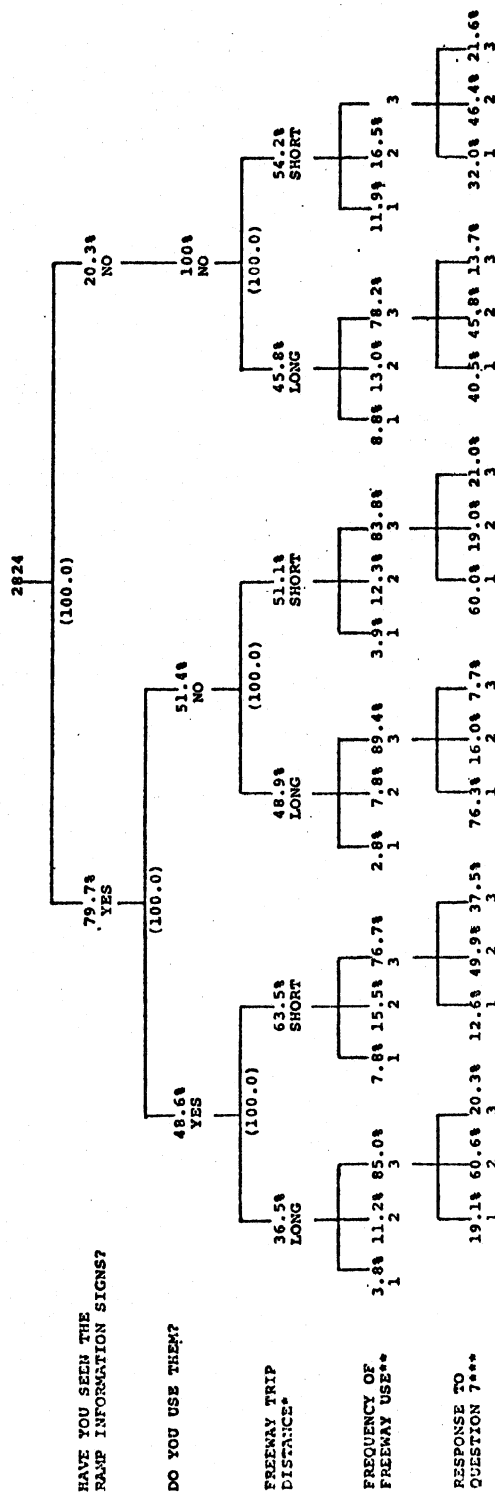 HAVE YOU SEEN THE
RAMP INFORMATION SIGNS?
2824
(100.0)
79.7% 20.3%
YES NO
DO YOU USE THEM?
(100.0)
48.6% 51.4% 100%
YES NO NO
FREEWAY TRIP
DISTANCE*
(100.0) (100.0) (100.0)
36.5% 63.5% 48.9% 51.1% 45.8% 54.2%
LONG SHORT LONG SHORT LONG SHORT
FREQUENCY OF
FREEWAY USE**
3.8% 11.2% 85.0% 7.8% 15.5% 76.7% 2.8% 7.8% 89.4% 3.9% 12.3% 83.8% 8.8% 13.0% 78.2% 11.9% 16.5%
1 2 3 1 2 3 1 2 3 1 2 3 1 2 3 1 2 3
RESPONSE TO
QUESTION 7***
19.1% 60.6% 20.3% 12.6% 49.9% 37.5% 76.3% 16.0% 7.7% 60.0% 19.0% 21.0% 40.5% 45.8% 13.7% 32.0% 46.4% 21.6%
1 2 3 1 2 3 1 2 3 1 2 3 1 2 3 1 2 3